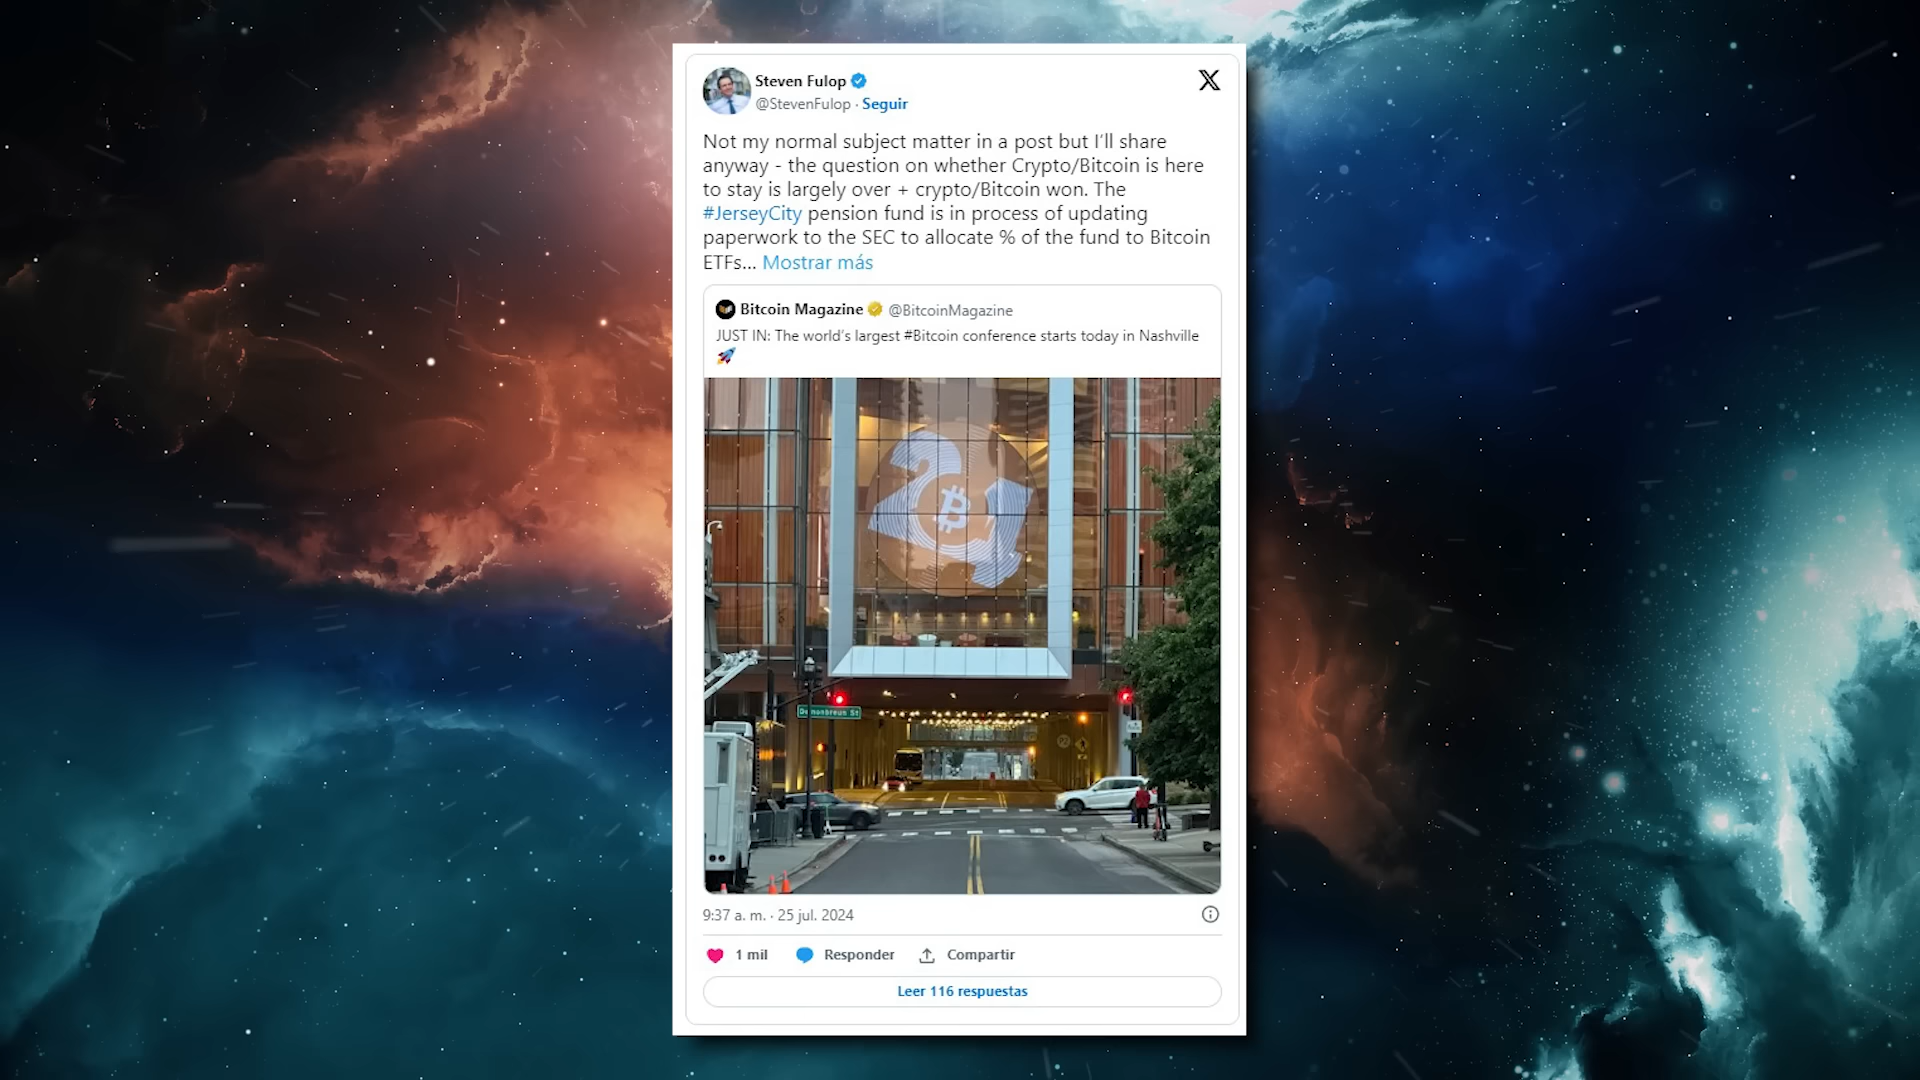 Steven Fulop
@StevenFulop · Seguir
Not my normal subject matter in a post but I'll share
anyway - the question on whether Crypto/Bitcoin is here
to stay is largely over + crypto/Bitcoin won. The
#JerseyCity pension fund is in process of updating
paperwork to the SEC to allocate % of the fund to Bitcoin
ETFs... Mostrar más
Bitcoin Magazine @BitcoinMagazine
JUST IN: The world's largest #Bitcoin conference starts today in Nashville
🚀
Demonbreun St
9:37 a. m. · 25 jul. 2024
1 mil Responder Compartir
Leer 116 respuestas